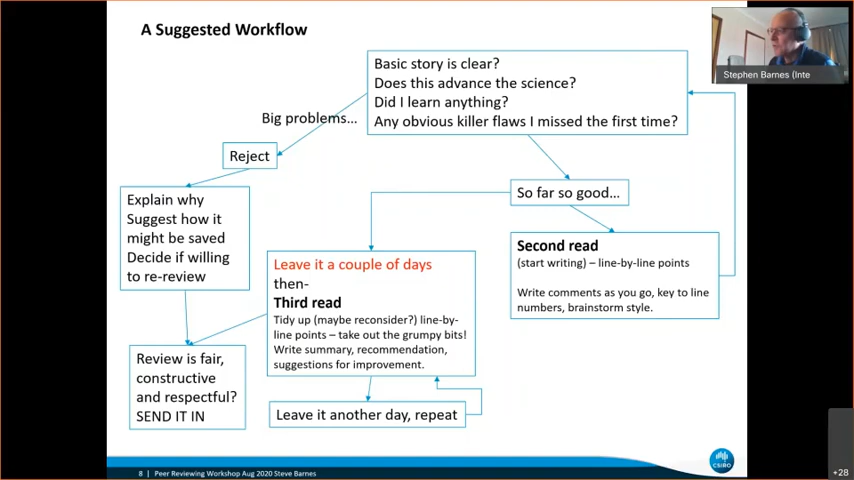 A Suggested Workflow
Basic story is clear?
Does this advance the science?
Did I learn anything?
Any obvious killer flaws I missed the first time?
Stephen Barnes (Inte
Big problems...
Reject
So far so good...
Explain why
Suggest how it
might be saved
Decide if willing
to re-review
Second read
(start writing) – line-by-line points
Write comments as you go, key to line
numbers, brainstorm style.
Leave it a couple of days
then-
Third read
Tidy up (maybe reconsider?) line-by-
line points – take out the grumpy bits!
Write summary, recommendation,
suggestions for improvement.
Review is fair,
constructive
and respectful?
SEND IT IN
Leave it another day, repeat
8 | Peer Reviewing Workshop Aug 2020 Steve Barnes
CSIRO
+28